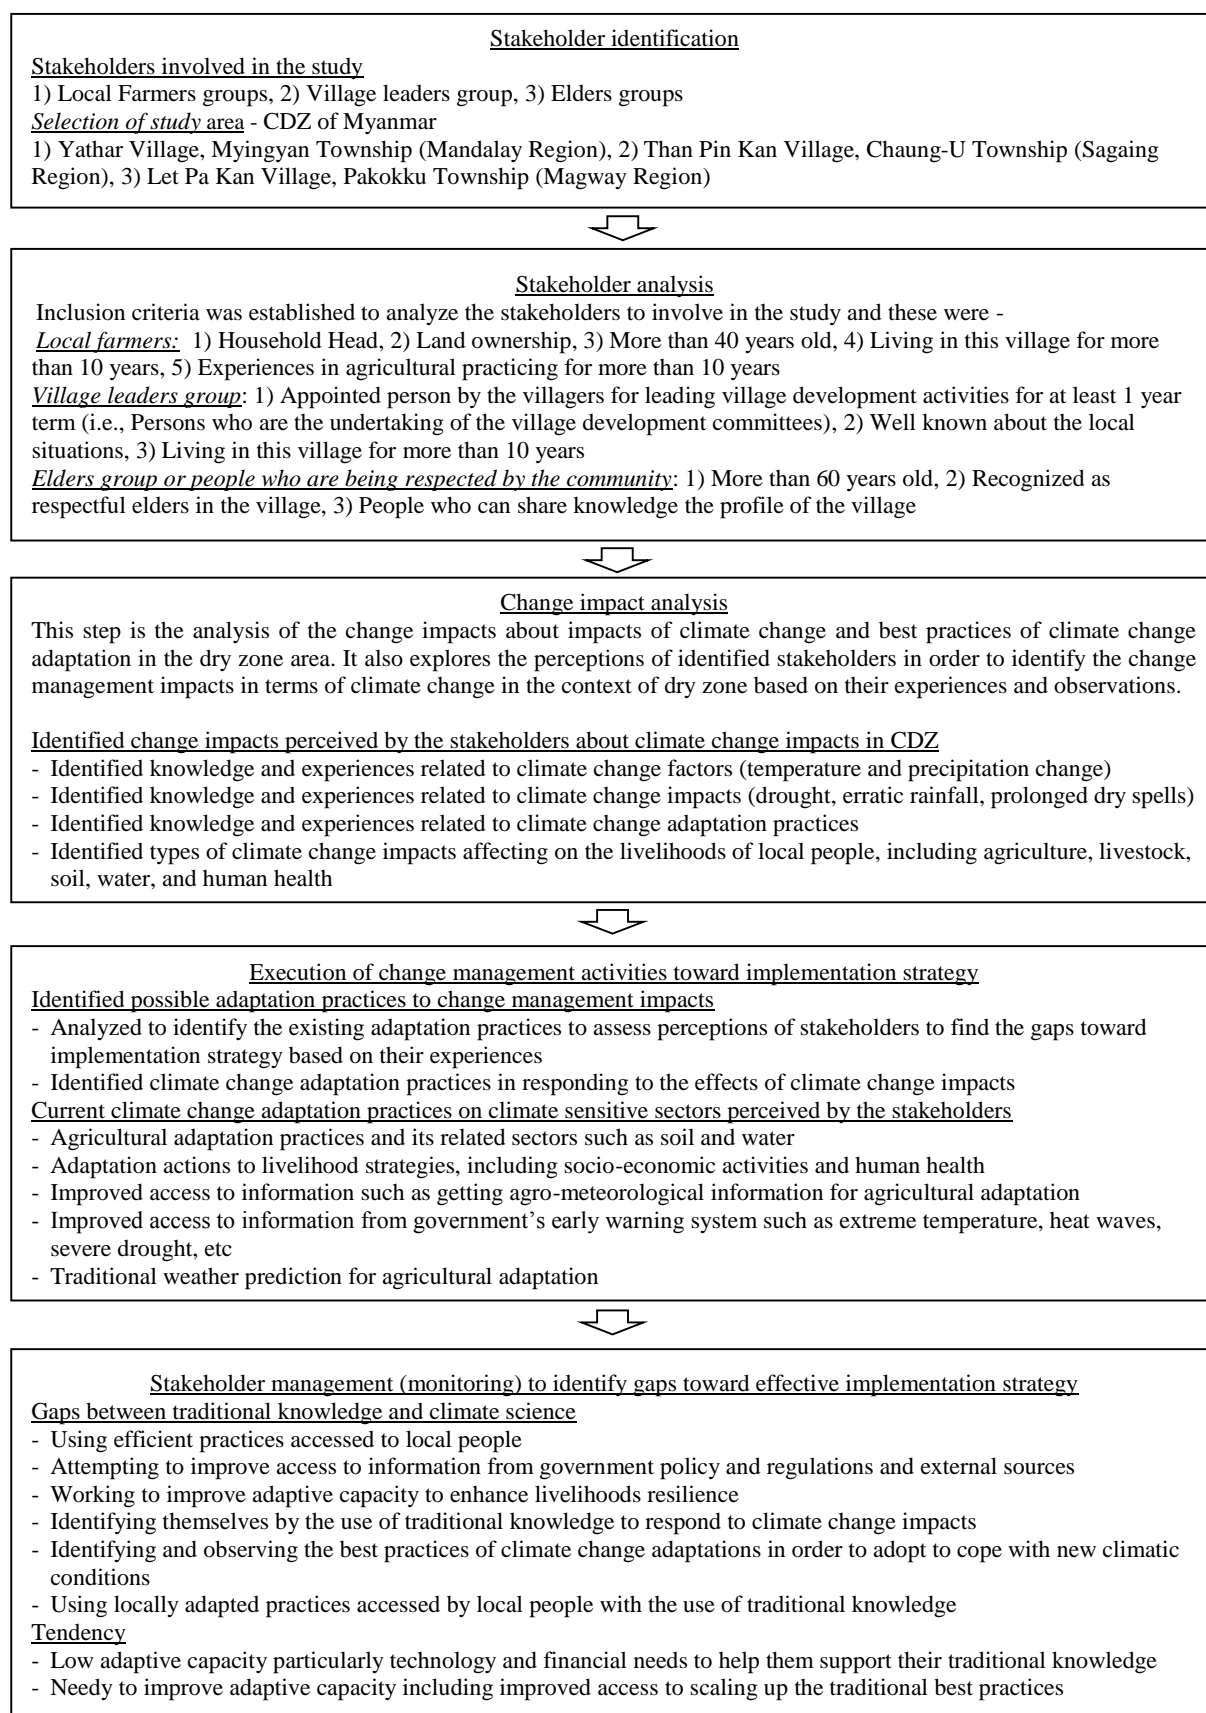 Stakeholder identification
Stakeholders involved in the study
1) Local Farmers groups, 2) Village leaders group, 3) Elders groups
Selection of study area - CDZ of Myanmar
1) Yathar Village, Myingyan Township (Mandalay Region), 2) Than Pin Kan Village, Chaung-U Township (Sagaing
Region), 3) Let Pa Kan Village, Pakokku Township (Magway Region)
Stakeholder analysis
Inclusion criteria was established to analyze the stakeholders to involve in the study and these were -
Local farmers: 1) Household Head, 2) Land ownership, 3) More than 40 years old, 4) Living in this village for more
than 10 years, 5) Experiences in agricultural practicing for more than 10 years
Village leaders group: 1) Appointed person by the villagers for leading village development activities for at least 1 year
term (i.e., Persons who are the undertaking of the village development committees), 2) Well known about the local
situations, 3) Living in this village for more than 10 years
Elders group or people who are being respected by the community: 1) More than 60 years old, 2) Recognized as
respectful elders in the village, 3) People who can share knowledge the profile of the village
Change impact analysis
This step is the analysis of the change impacts about impacts of climate change and best practices of climate change
adaptation in the dry zone area. It also explores the perceptions of identified stakeholders in order to identify the change
management impacts in terms of climate change in the context of dry zone based on their experiences and observations.
Identified change impacts perceived by the stakeholders about climate change impacts in CDZ
- Identified knowledge and experiences related to climate change factors (temperature and precipitation change)
- Identified knowledge and experiences related to climate change impacts (drought, erratic rainfall, prolonged dry spells)
- Identified knowledge and experiences related to climate change adaptation practices
- Identified types of climate change impacts affecting on the livelihoods of local people, including agriculture, livestock,
soil, water, and human health
Execution of change management activities toward implementation strategy
Identified possible adaptation practices to change management impacts
- Analyzed to identify the existing adaptation practices to assess perceptions of stakeholders to find the gaps toward
implementation strategy based on their experiences
- Identified climate change adaptation practices in responding to the effects of climate change impacts
Current climate change adaptation practices on climate sensitive sectors perceived by the stakeholders
- Agricultural adaptation practices and its related sectors such as soil and water
- Adaptation actions to livelihood strategies, including socio-economic activities and human health
- Improved access to information such as getting agro-meteorological information for agricultural adaptation
- Improved access to information from government's early warning system such as extreme temperature, heat waves,
severe drought, etc
- Traditional weather prediction for agricultural adaptation
Stakeholder management (monitoring) to identify gaps toward effective implementation strategy
Gaps between traditional knowledge and climate science
- Using efficient practices accessed to local people
- Attempting to improve access to information from government policy and regulations and external sources
- Working to improve adaptive capacity to enhance livelihoods resilience
- Identifying themselves by the use of traditional knowledge to respond to climate change impacts
- Identifying and observing the best practices of climate change adaptations in order to adopt to cope with new climatic
conditions
- Using locally adapted practices accessed by local people with the use of traditional knowledge
Tendency
- Low adaptive capacity particularly technology and financial needs to help them support their traditional knowledge
- Needy to improve adaptive capacity including improved access to scaling up the traditional best practices